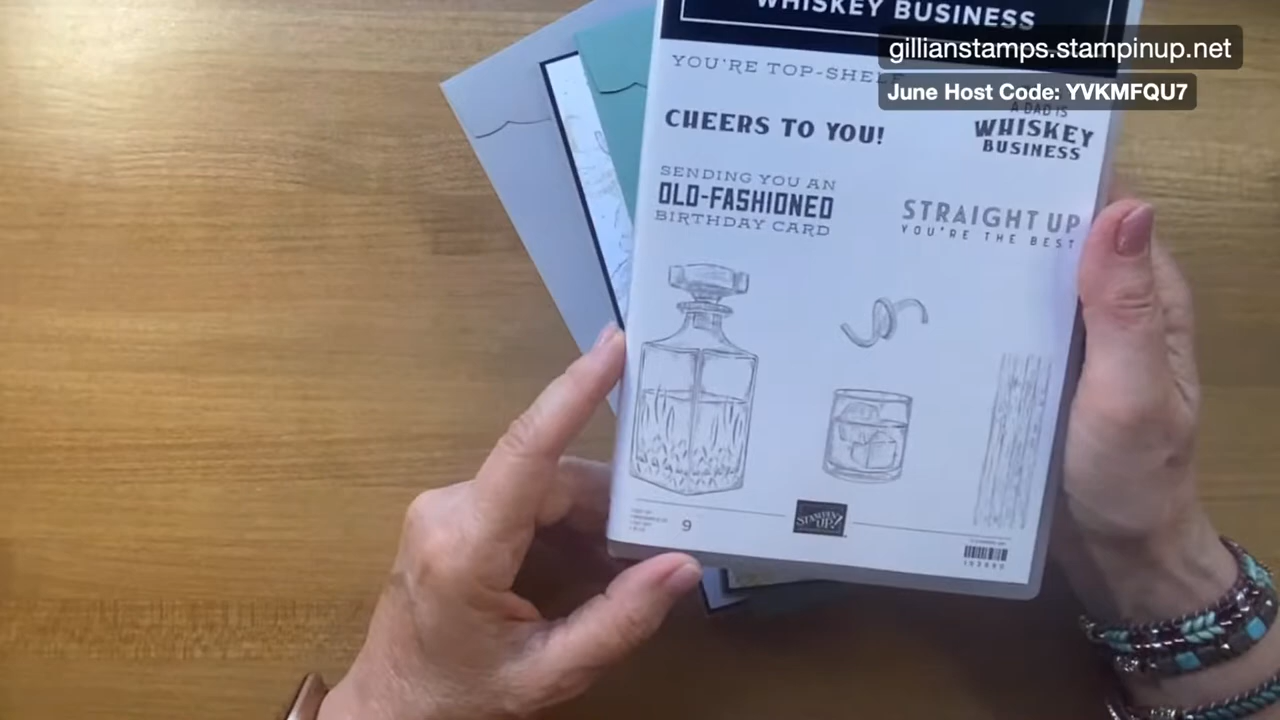 WHISKEY BUSINESS
gillianstamps.stampinup.net
YOU'RE TOP-SHELF
June Host Code: YVKMFQU7
A DAD IS
WHISKEY
BUSINESS
CHEERS TO YOU!
SENDING YOU AN
OLD-FASHIONED
BIRTHDAY CARD
STRAIGHT UP
YOU'RE THE BEST
9
STAMPIN' UP!